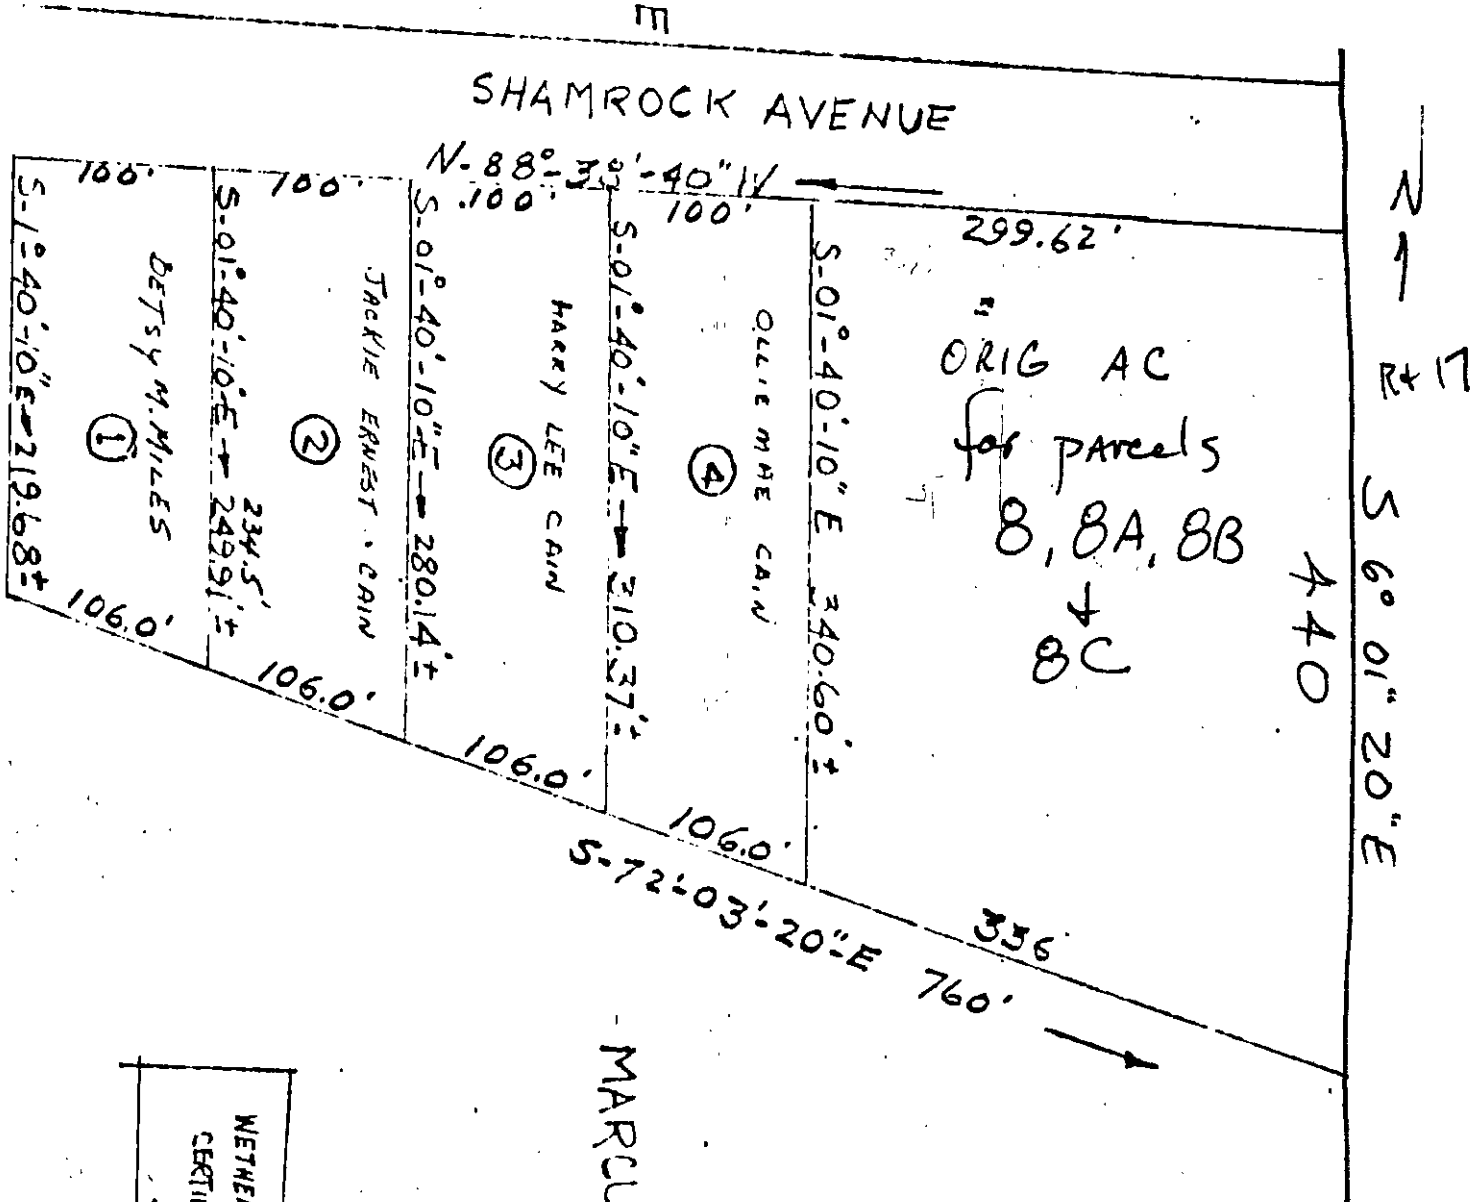 E
SHAMROCK AVENUE
N-88°-38'-40" W
100'
100'
100'
100'
299.62'
N
Rt 17
S 6° 01" 20" E
440
S-1°-40'-10"E 219.68'±
BETSY M. MILES
1
S-01°-40'-10"E 249.91'±
234.5'
JACKIE ERNEST CAIN
2
S-01°-40'-10"E 280.14'±
HARRY LEE CAIN
3
S-01°-40'-10"E 310.37'±
OLLIE MAE CAIN
4
S-01°-40'-10"E 340.60'±
ORIG AC
for parcels
8, 8A, 8B
8C
106.0'
106.0'
106.0'
106.0'
336'
S-72°-03'-20"-E 760'
- MARCU
WETHE
CERTI